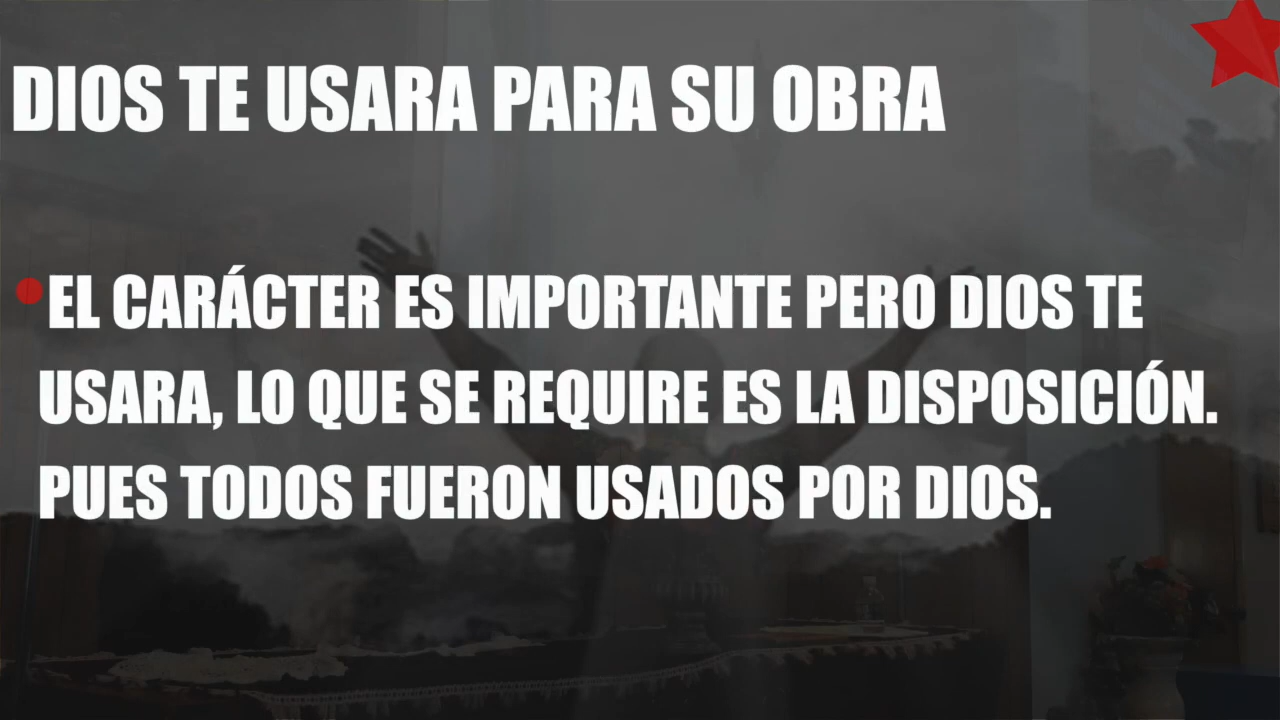 DIOS TE USARA PARA SU OBRA
•EL CARÁCTER ES IMPORTANTE PERO DIOS TE
USARA, LO QUE SE REQUIRE ES LA DISPOSICIÓN.
PUES TODOS FUERON USADOS POR DIOS.